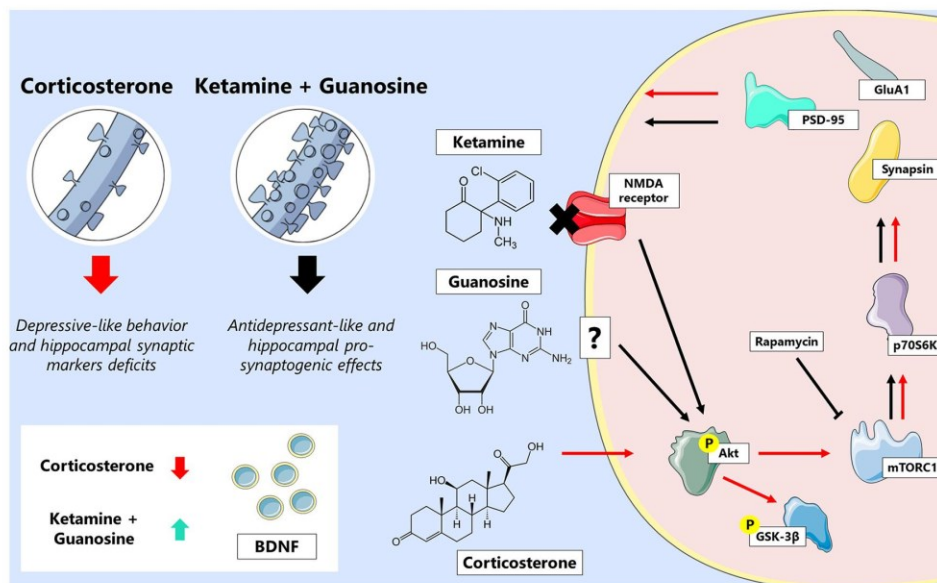 Corticosterone
Ketamine + Guanosine
Depressive-like behavior
and hippocampal synaptic
markers deficits
Antidepressant-like and
hippocampal pro-
synaptogenic effects
Corticosterone
Ketamine +
Guanosine
BDNF
Ketamine
Cl
O
NH
CH3
Guanosine
O
N
NH
N
N
NH2
HO
O
OH
OH
Corticosterone
OH
O
HO
O
?
NMDA
receptor
PSD-95
GluA1
Synapsin
p70S6K
Rapamycin
mTORC1
P
Akt
P
GSK-3β